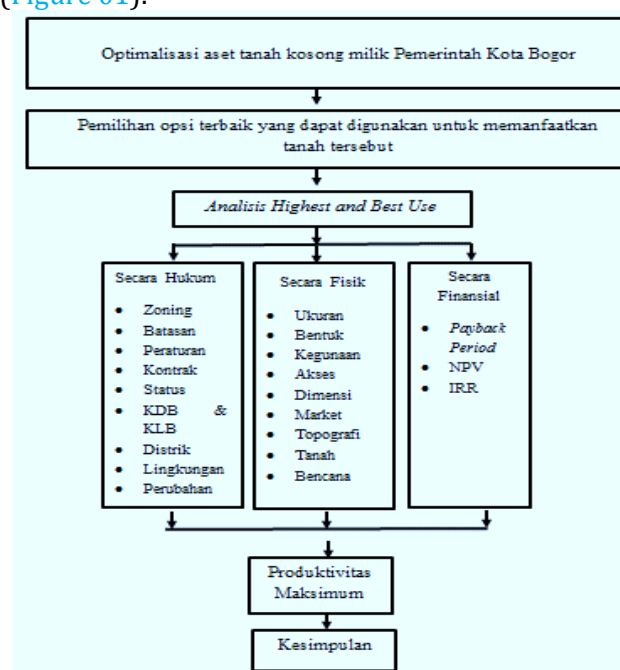 (Figure 01).
Optimalisasi aset tanah kosong milik Pemerintah Kota Bogor
Pemilihan opsi terbaik yang dapat digunakan untuk memanfaatkan
tanah tersebut
Analisis Highest and Best Use
Secara Hukum
• Zoning
• Batasan
• Peraturan
• Kontrak
• Status
• KDB &
KLB
• Distrik
• Lingkungan
• Perubahan
Secara Fisik
• Ukuran
• Bentuk
• Kegunaan
• Akses
• Dimensi
• Market
• Topografi
• Tanah
• Bencana
Secara
Finansial
• Payback
Period
• NPV
• IRR
Produktivitas
Maksimum
Kesimpulan